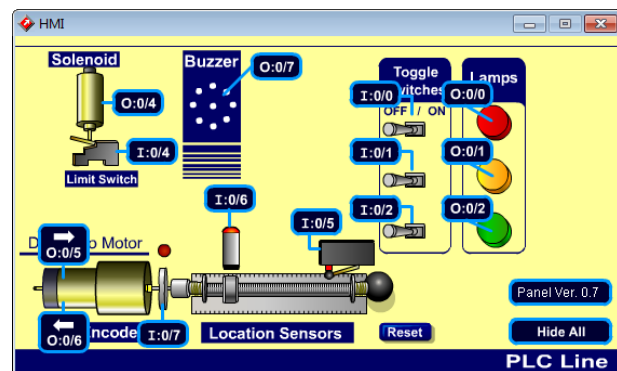 HMI
Solenoid
O:0/4
I:0/4
Limit Switch
Buzzer
O:0/7
Toggle
I:0/0
OFF / ON
I:0/1
I:0/2
Lamps
O:0/0
O:0/1
O:0/2
I:0/6
I:0/5
Motor
O:0/5
O:0/6
I:0/7
Location Sensors
Reset
Panel Ver. 0.7
Hide All
PLC Line